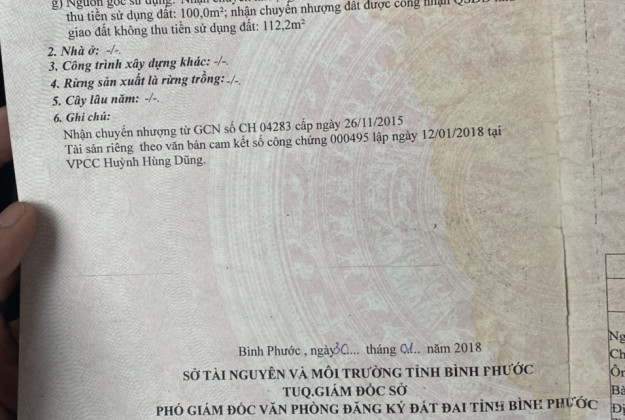 g) Nguồn gốc sử dụng:
thu tiền sử dụng đất: 100,0m²; nhận chuyển nhượng đất được công nhận
giao đất không thu tiền sử dụng đất: 112,2m²
2. Nhà ở: -/-.
3. Công trình xây dựng khác: -/-.
4. Rừng sản xuất là rừng trồng: -/-.
5. Cây lâu năm: -/-.
6. Ghi chú:
Nhận chuyển nhượng từ GCN số CH 04283 cấp ngày 26/11/2015
Tài sản riêng theo văn bản cam kết số công chứng 000495 lập ngày 12/01/2018 tại
VPCC Huỳnh Hùng Dũng.
Bình Phước , ngày 30... tháng 01.. năm 2018
SỞ TÀI NGUYÊN VÀ MÔI TRƯỜNG TỈNH BÌNH PHƯỚC
TUQ.GIÁM ĐỐC SỞ
PHÓ GIÁM ĐỐC VĂN PHÒNG ĐĂNG KÝ ĐẤT ĐAI TỈNH BÌNH PHƯỚC